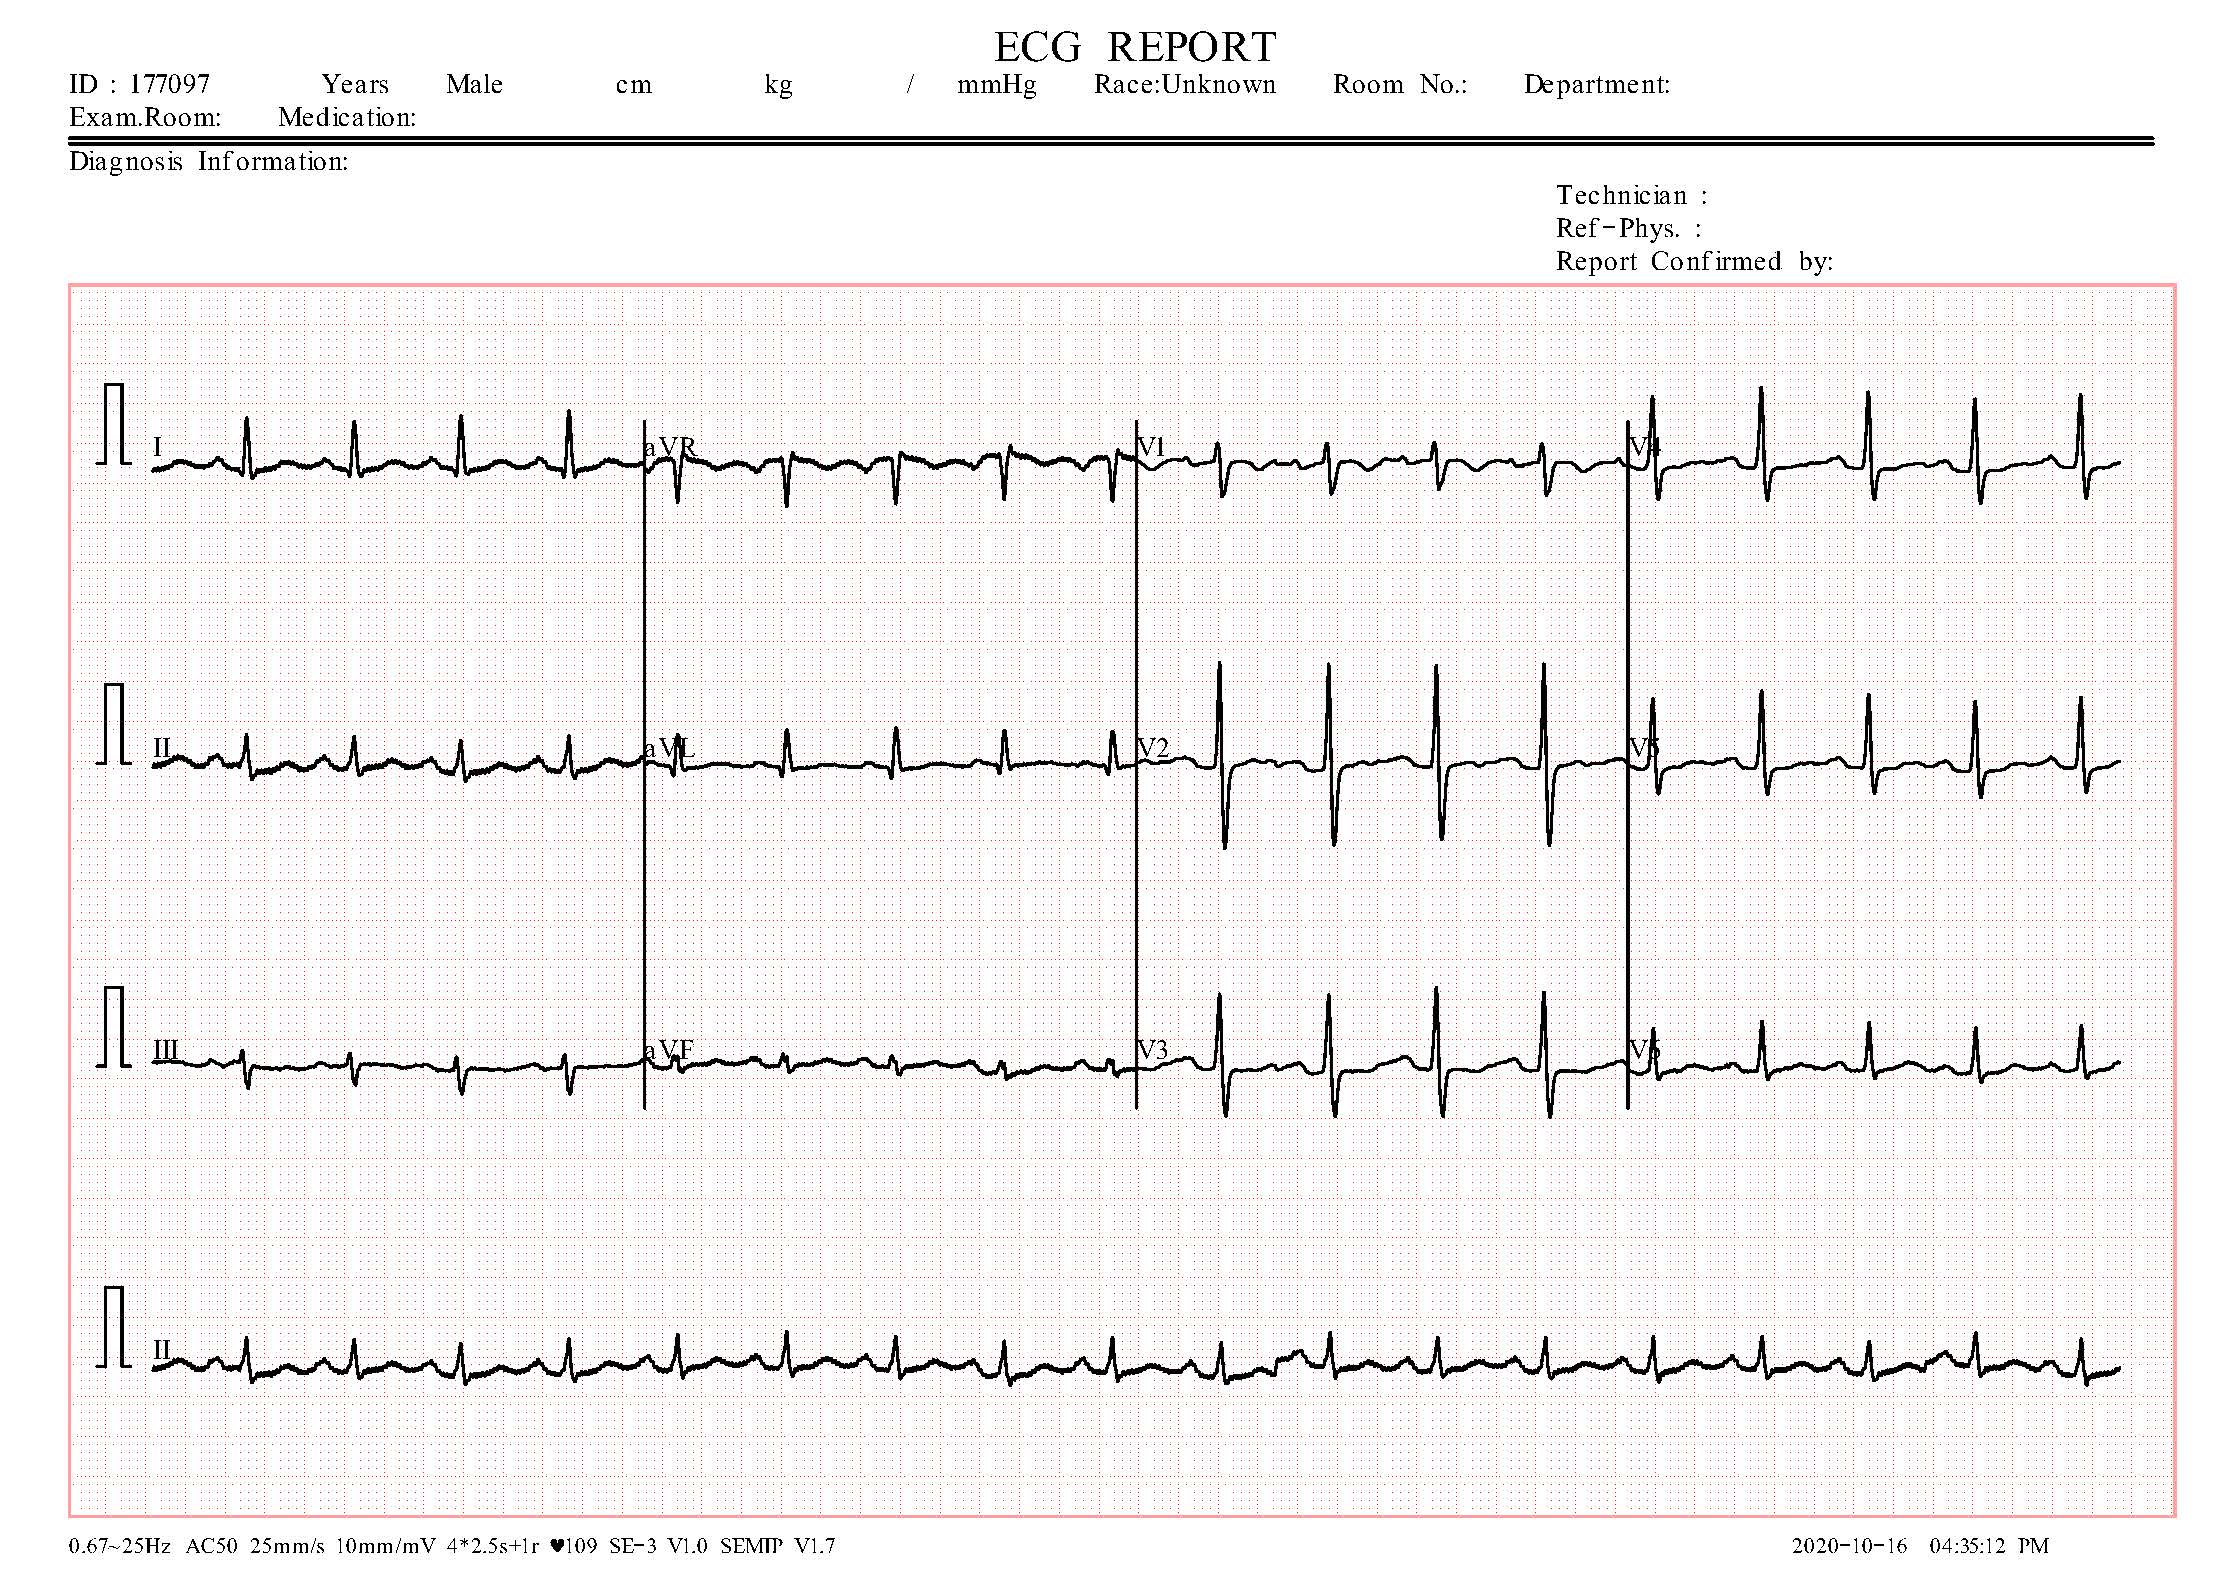 ECG REPORT
ID : 177097 Years Male cm kg / mmHg Race:Unknown Room No.: Department:
Exam.Room: Medication:
Diagnosis Information:
Technician :
Ref-Phys. :
Report Confirmed by:
I aVR V1 V4
II aVL V2 V5
III aVF V3 V6
II
0.67~25Hz AC50 25mm/s 10mm/mV 4*2.5s+1r ♥109 SE-3 V1.0 SEMIP V1.7 2020-10-16 04:35:12 PM